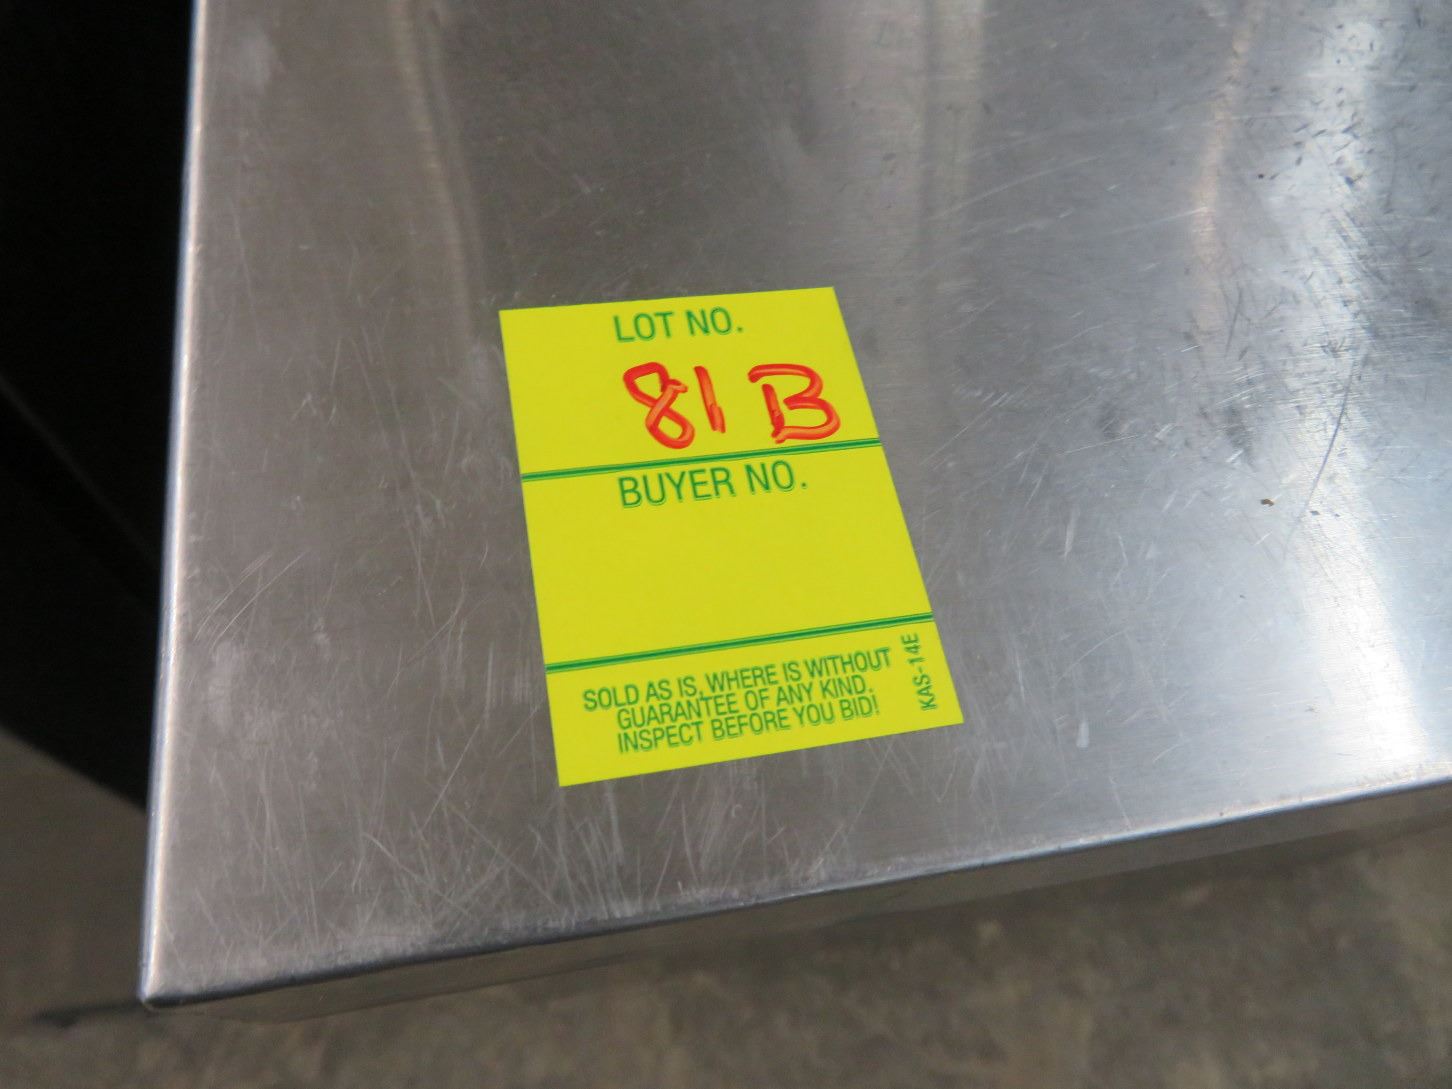 LOT NO.
81 B
BUYER NO.
SOLD AS IS, WHERE IS WITHOUT
GUARANTEE OF ANY KIND.
INSPECT BEFORE YOU BID!
KAS-14E